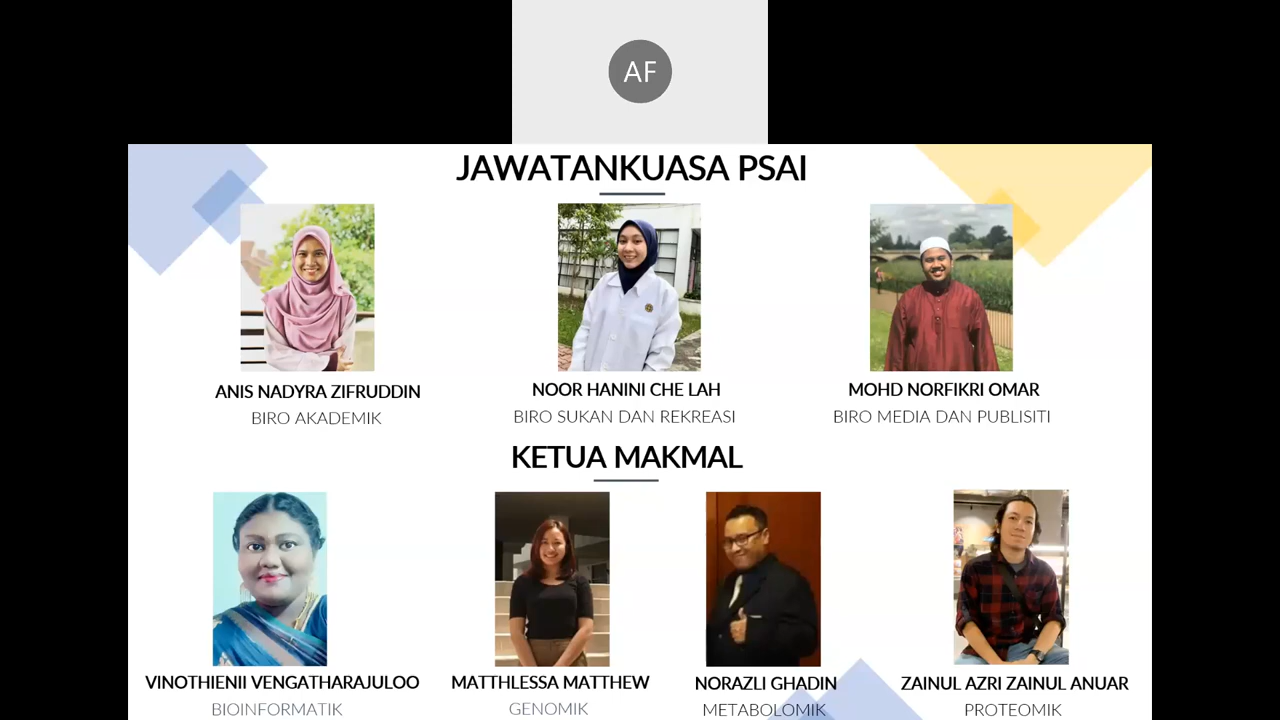 AF
JAWATANKUASA PSAI
ANIS NADYRA ZIFRUDDIN
BIRO AKADEMIK
NOOR HANINI CHE LAH
BIRO SUKAN DAN REKREASI
MOHD NORFIKRI OMAR
BIRO MEDIA DAN PUBLISITI
KETUA MAKMAL
VINOTHIENII VENGATHARAJULOO
BIOINFORMATIK
MATTHLESSA MATTHEW
GENOMIK
NORAZLI GHADIN
METABOLOMIK
ZAINUL AZRI ZAINUL ANUAR
PROTEOMIK